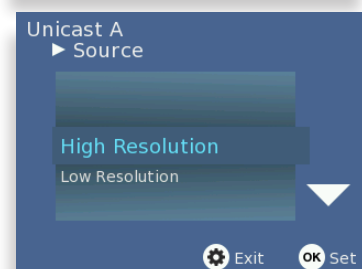 Unicast A
Source
High Resolution
Low Resolution
Exit OK Set